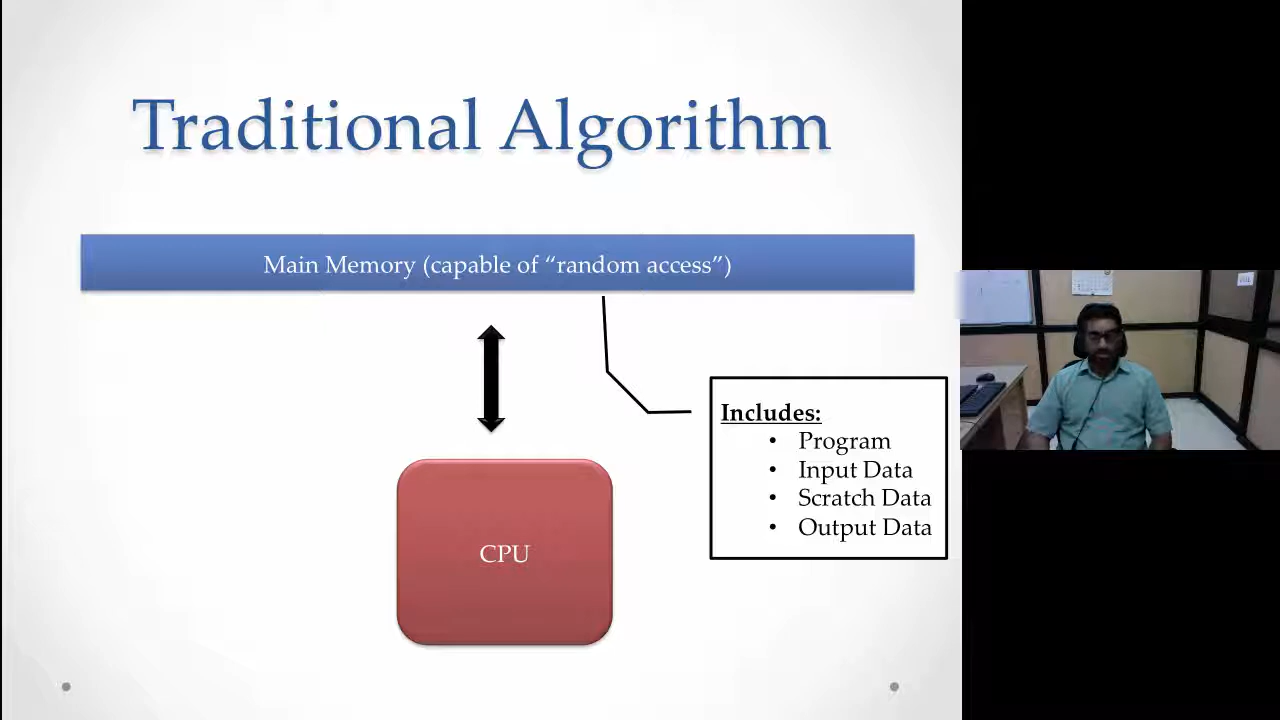 Traditional Algorithm
Main Memory (capable of “random access”)
Includes:
• Program
• Input Data
• Scratch Data
• Output Data
CPU